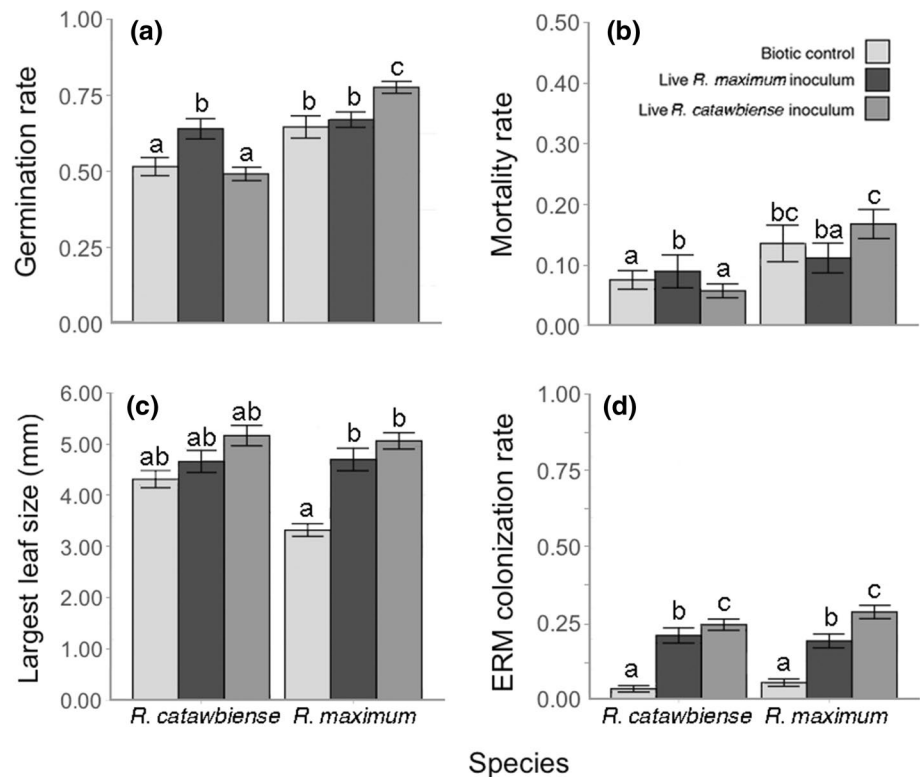 (a)
Germination rate
1.00
0.75
0.50
0.25
0.00
a
b
a
b
b
c
(b)
Mortality rate
0.50
0.40
0.30
0.20
0.10
0.00
Biotic control
Live R. maximum inoculum
Live R. catawbiense inoculum
a
b
a
bc
ba
c
(c)
Largest leaf size (mm)
6.00
5.00
4.00
3.00
2.00
1.00
0.00
ab
ab
ab
a
b
b
R. catawbiense
R. maximum
(d)
ERM colonization rate
1.00
0.75
0.50
0.25
0.00
a
b
c
a
b
c
R. catawbiense
R. maximum
Species